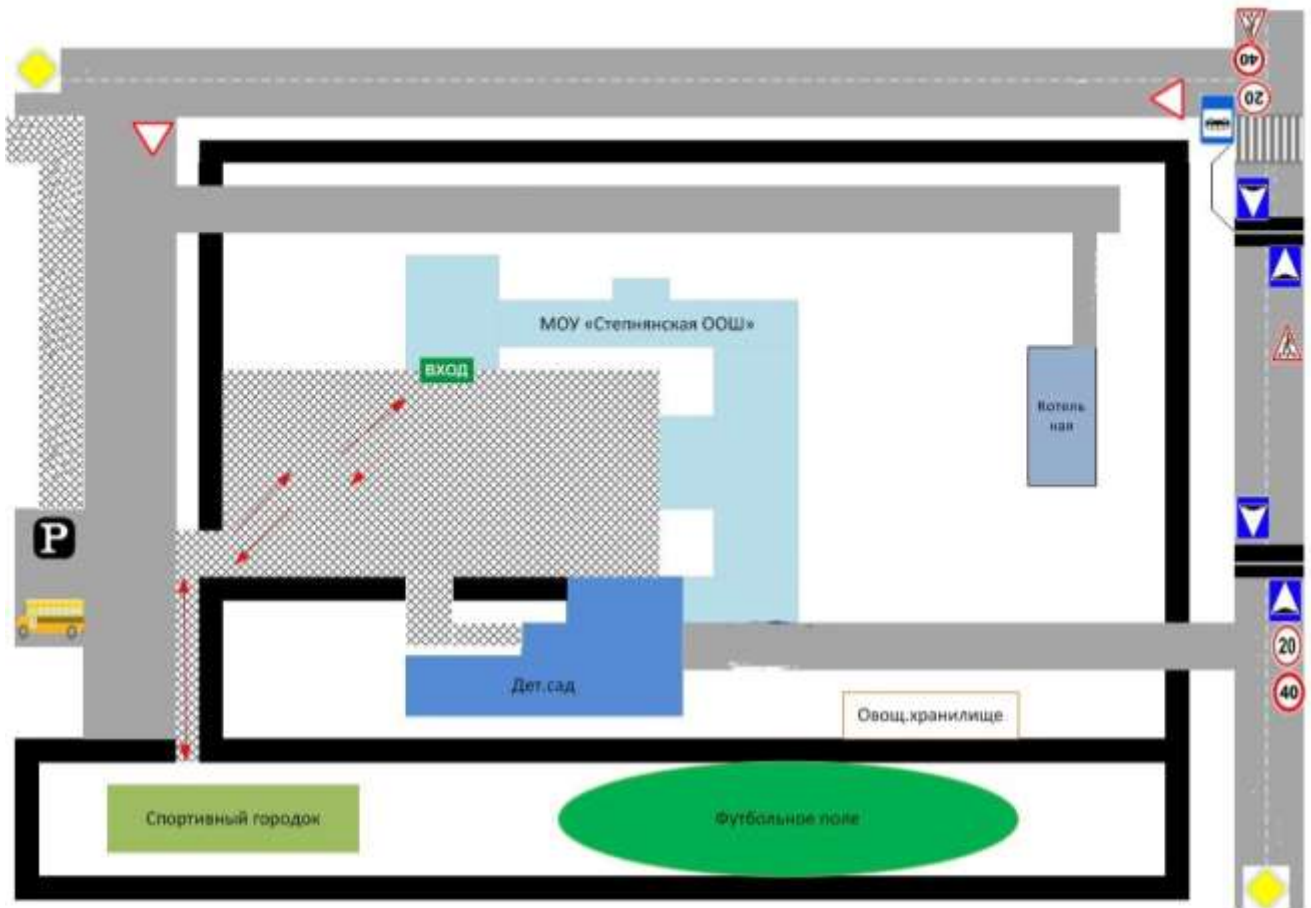 40
20
МОУ «Степнянская ООШ»
ВХОД
Котель
ная
P
20
40
Дет.сад
Овощ.хранилище
Спортивный городок
Футбольное поле